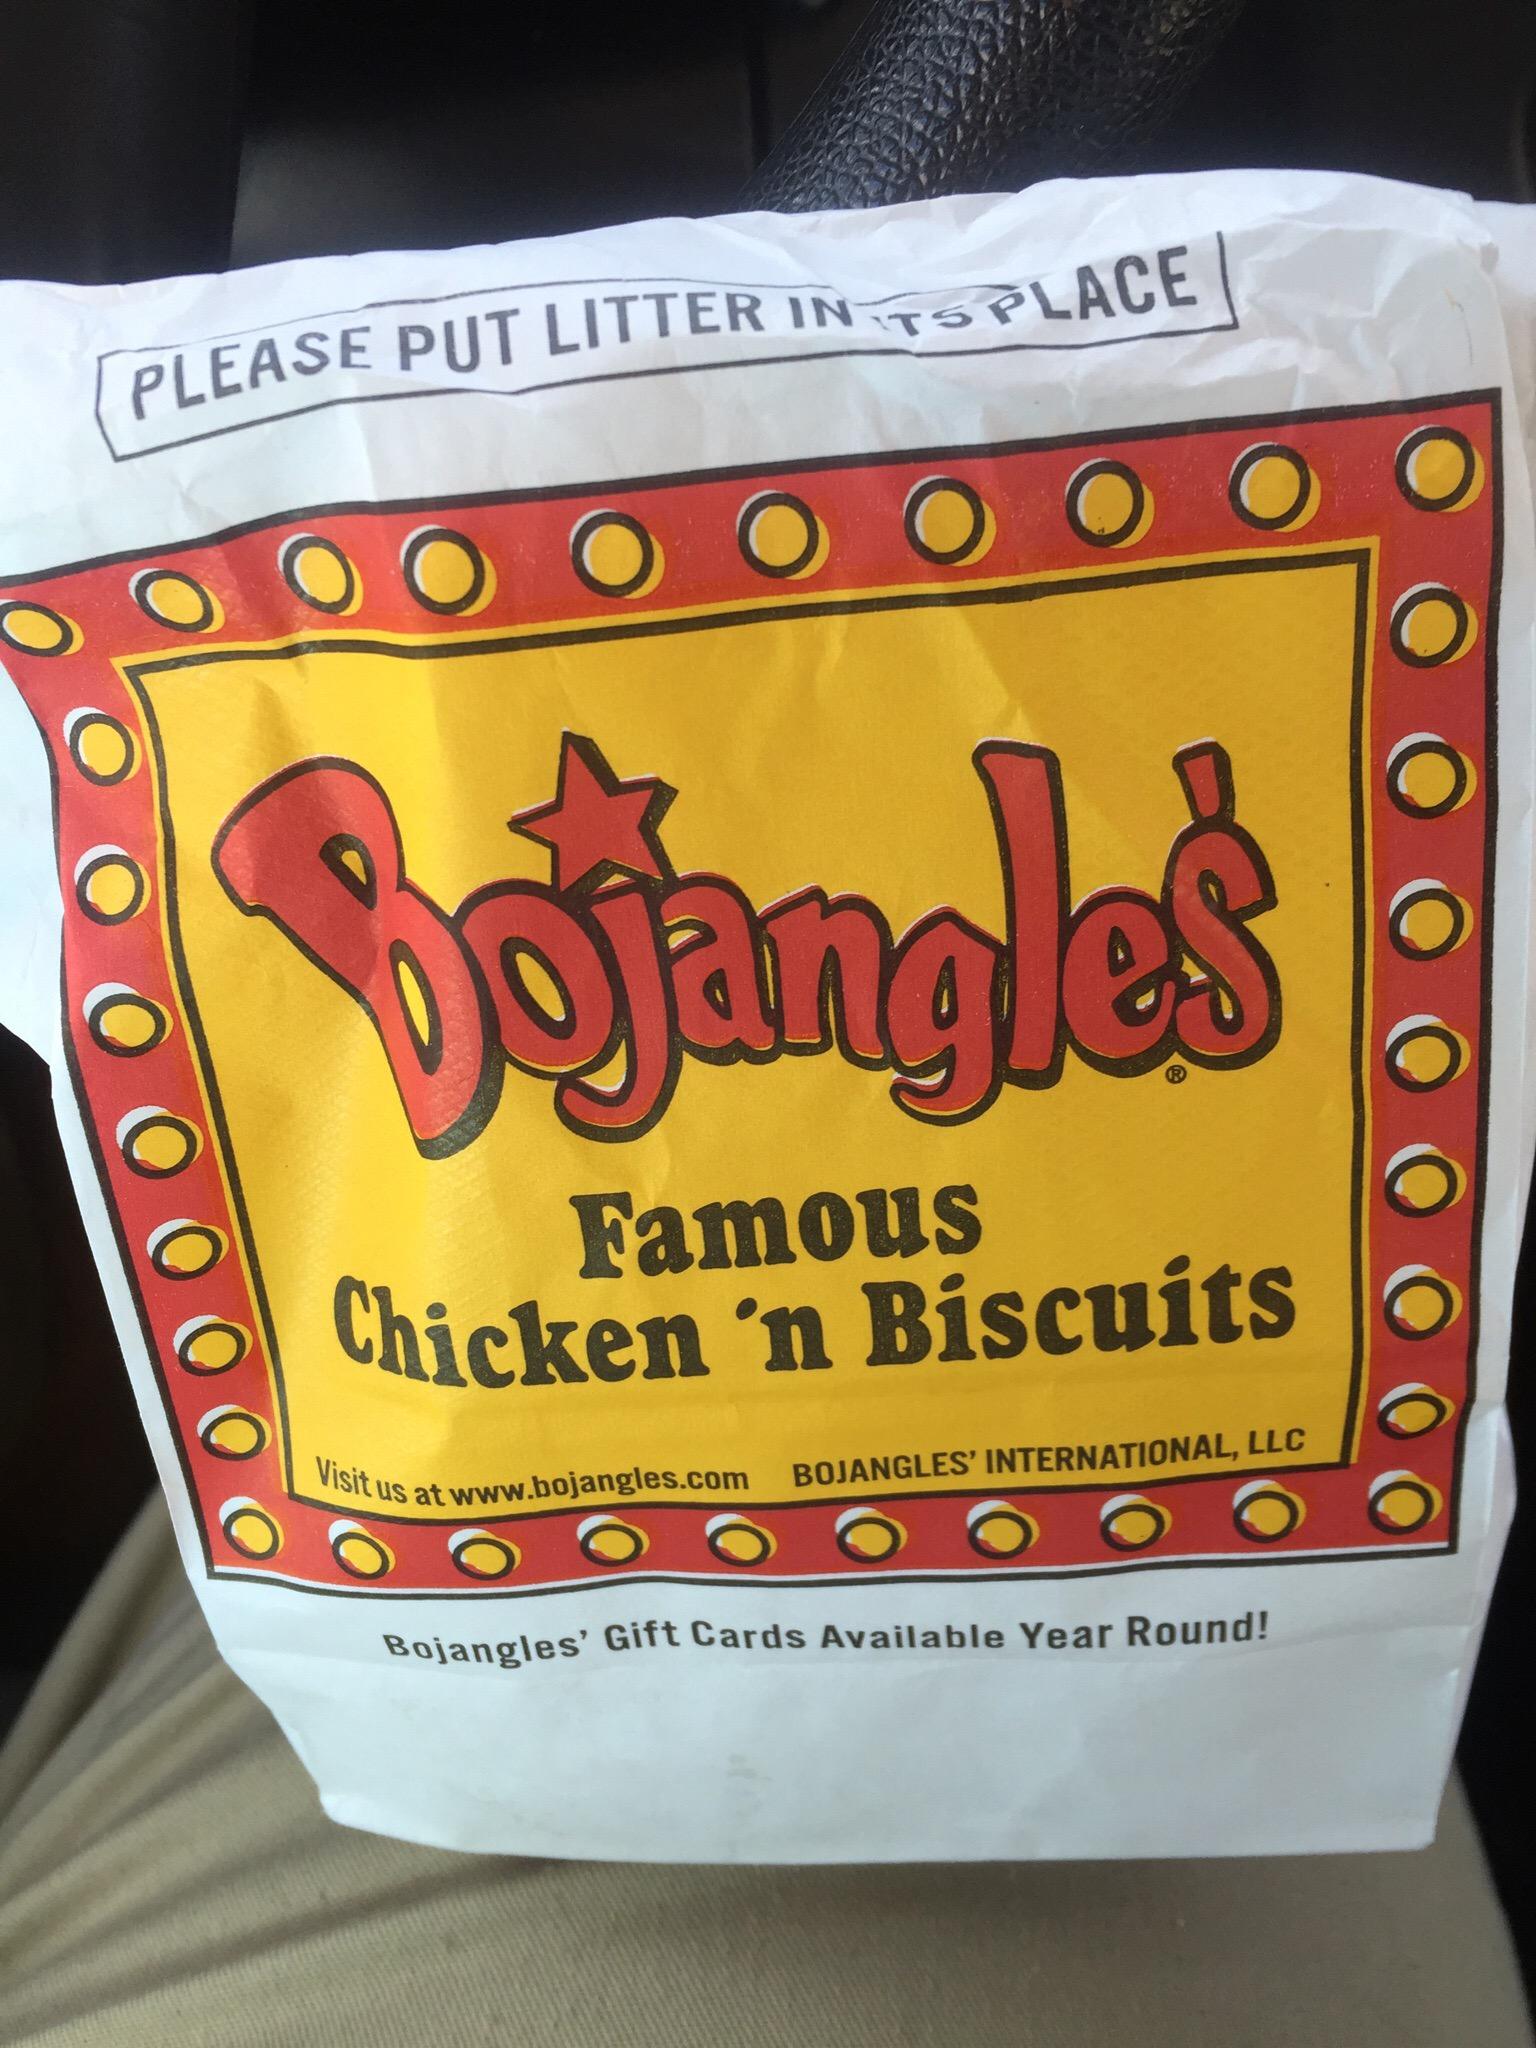 PLEASE PUT LITTER IN ITS PLACE
Bojangles'
®
Famous
Chicken 'n Biscuits
Visit us at www.bojangles.com BOJANGLES' INTERNATIONAL, LLC
Bojangles' Gift Cards Available Year Round!